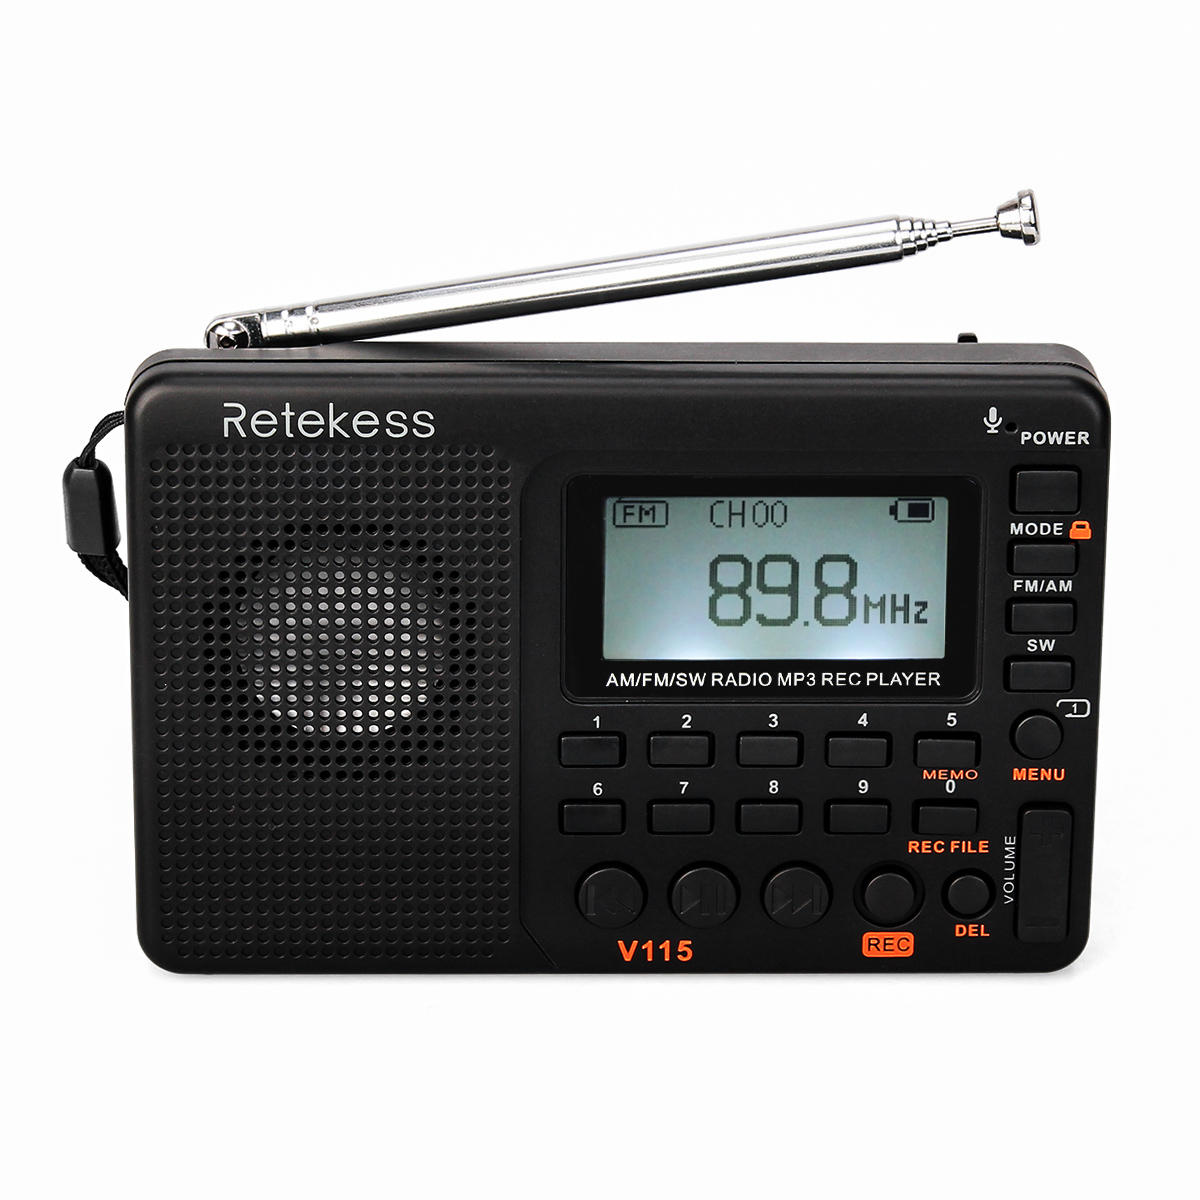 Retekess
POWER
FM CH00
89.8MHz
AM/FM/SW RADIO MP3 REC PLAYER
MODE
FM/AM
SW
1 2 3 4 5
1
MEMO
MENU
6 7 8 9 0
REC FILE
VOLUME
+
-
V115
REC
DEL